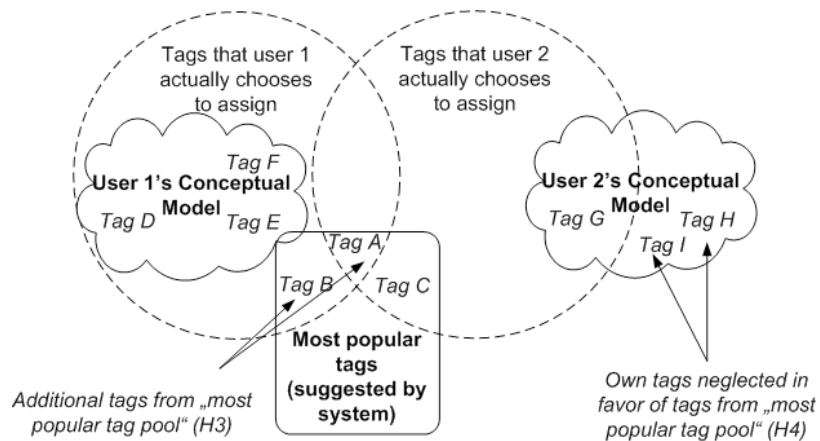 Tags that user 1
actually chooses
to assign
Tags that user 2
actually chooses
to assign
Tag F
User 1's Conceptual
Model
Tag D
Tag E
User 2's Conceptual
Model
Tag G
Tag H
Tag I
Tag A
Tag B
Tag C
Most popular
tags
(suggested by
system)
Additional tags from „most
popular tag pool“ (H3)
Own tags neglected in
favor of tags from „most
popular tag pool“ (H4)